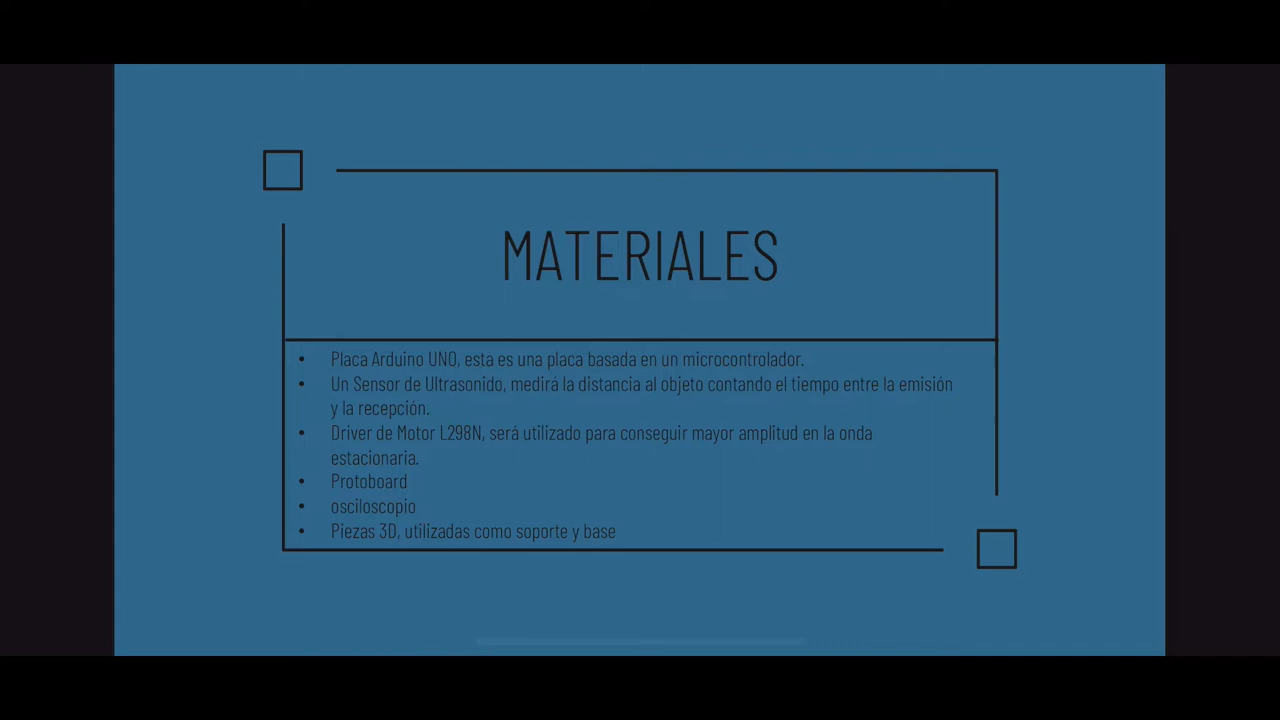 MATERIALES
• Placa Arduino UNO, esta es una placa basada en un microcontrolador.
• Un Sensor de Ultrasonido, medirá la distancia al objeto contando el tiempo entre la emisión
y la recepción.
• Driver de Motor L298N, será utilizado para conseguir mayor amplitud en la onda
estacionaria.
• Protoboard
• osciloscopio
• Piezas 3D, utilizadas como soporte y base